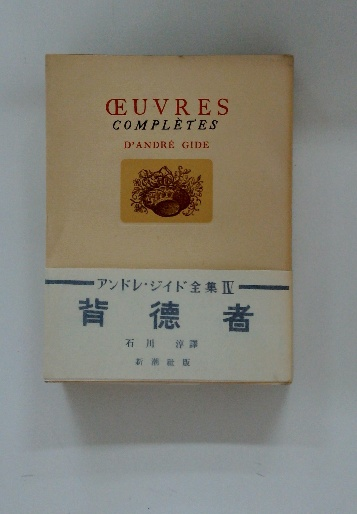 ŒUVRES
COMPLÈTES
D'ANDRÉ GIDE
アンドレ・ジイド全集 Ⅳ
背德者
石川 淳譯
新潮社版